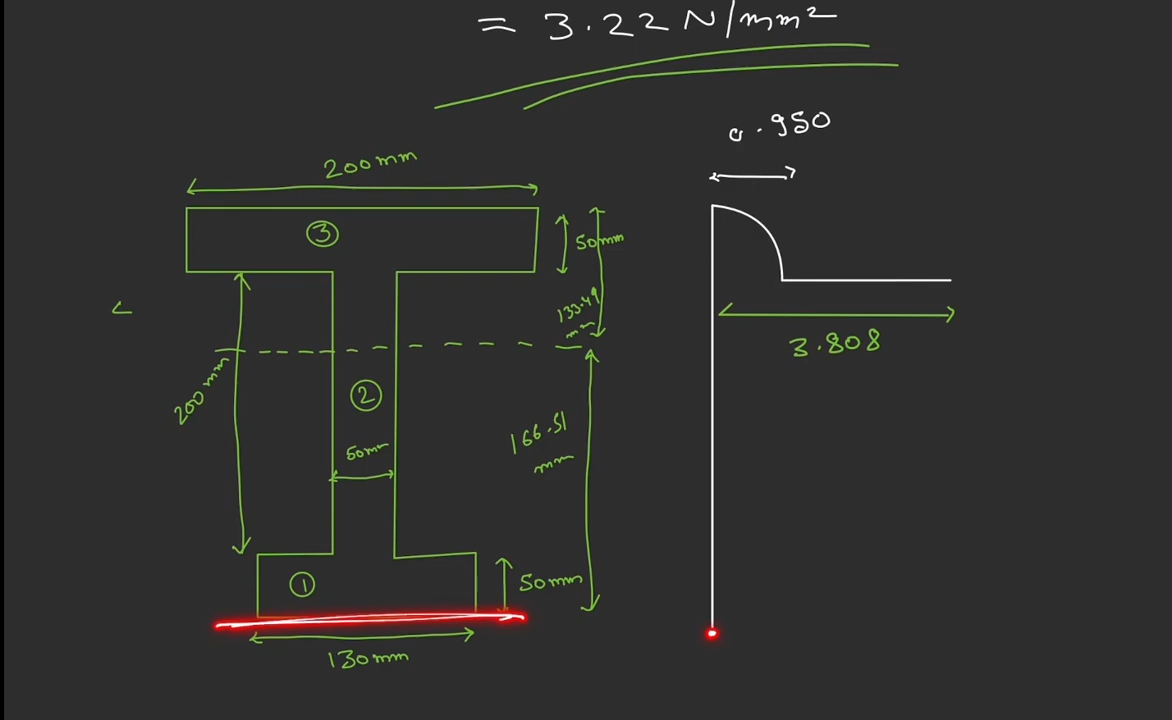 = 3.22 N/mm²
0.950
200mm
③
50mm
133.49
mm
3.808
200mm
②
166.51
mm
50mm
①
50mm
130mm